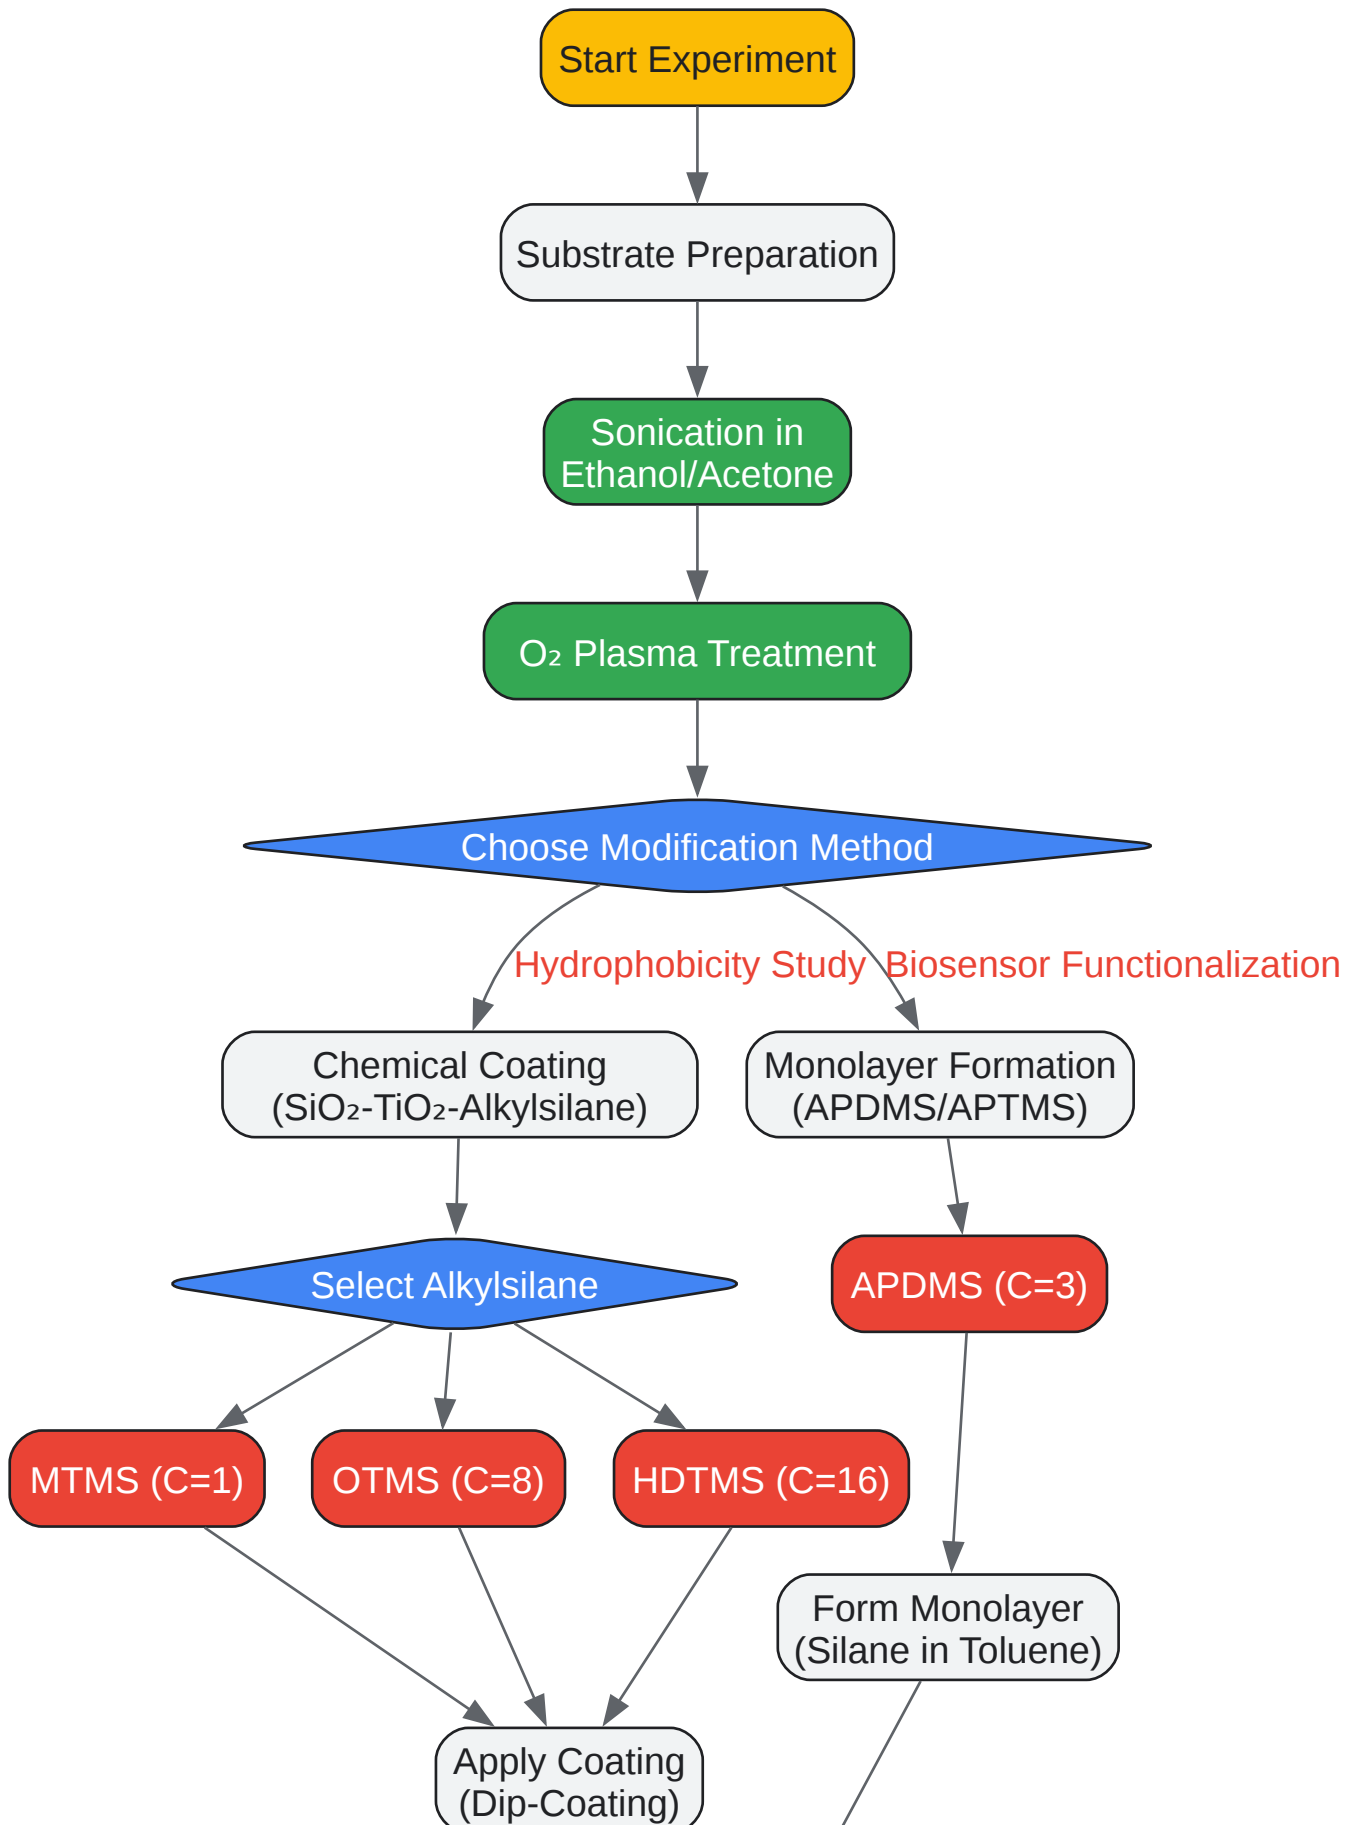 Start Experiment
Substrate Preparation
Sonication in
Ethanol/Acetone
O₂ Plasma Treatment
Choose Modification Method
Hydrophobicity Study
Biosensor Functionalization
Chemical Coating
(SiO₂-TiO₂-Alkylsilane)
Monolayer Formation
(APDMS/APTMS)
Select Alkylsilane
APDMS (C=3)
MTMS (C=1)
OTMS (C=8)
HDTMS (C=16)
Form Monolayer
(Silane in Toluene)
Apply Coating
(Dip-Coating)